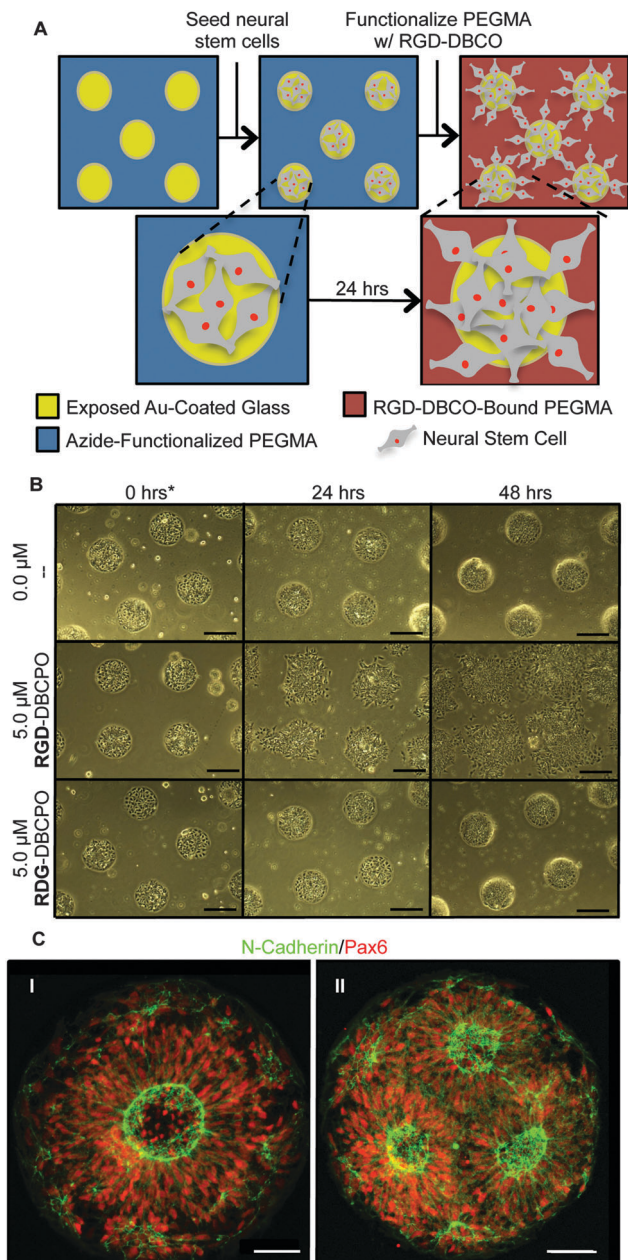 A
Seed neural
stem cells
Functionalize PEGMA
w/ RGD-DBCO
24 hrs
Exposed Au-Coated Glass
RGD-DBCO-Bound PEGMA
Azide-Functionalized PEGMA
Neural Stem Cell
B
0 hrs*
24 hrs
48 hrs
0.0 µM
--
5.0 µM
RGD-DBCPO
5.0 µM
RDG-DBCPO
C
N-Cadherin/Pax6
I
II